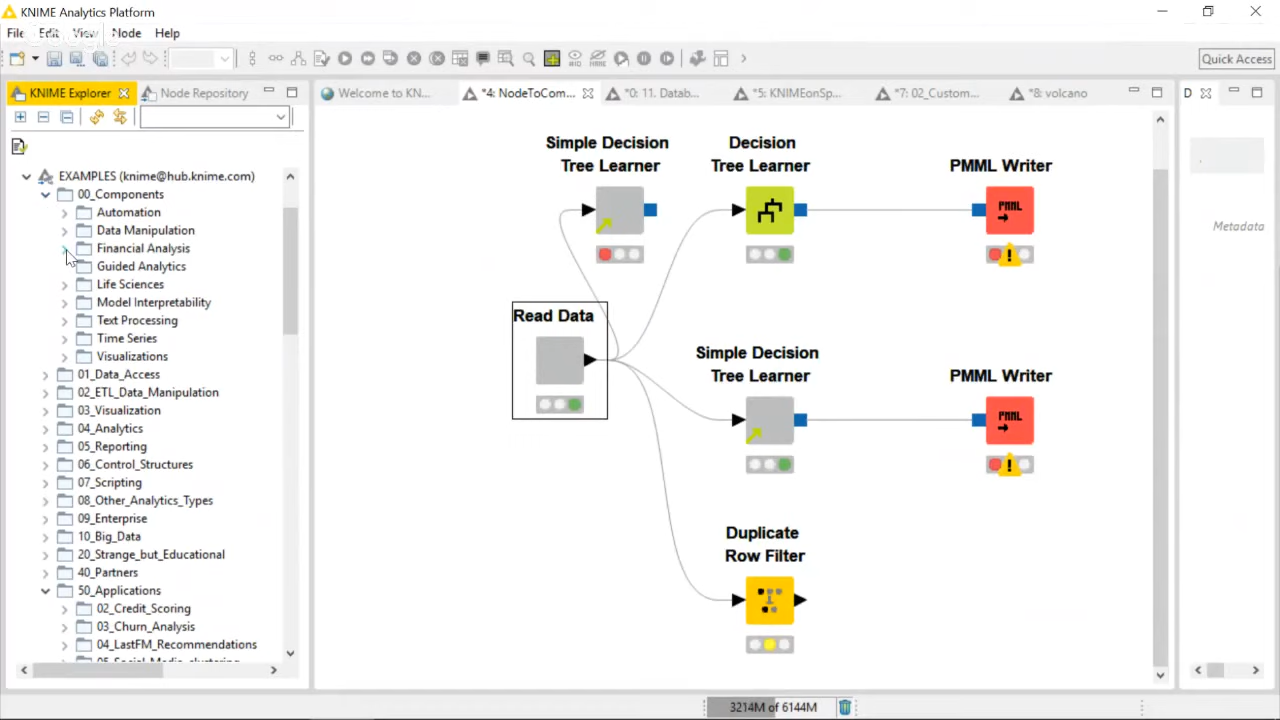 KNIME Analytics Platform
File Edit View Node Help
Quick Access
KNIME Explorer
Node Repository
Welcome to KN...
*4: NodeToCom...
*0: 11. Datab...
*5: KNIMEonSp...
*7: 02_Custom...
*8: volcano
D
EXAMPLES (knime@hub.knime.com)
00_Components
Automation
Data Manipulation
Financial Analysis
Guided Analytics
Life Sciences
Model Interpretability
Text Processing
Time Series
Visualizations
01_Data_Access
02_ETL_Data_Manipulation
03_Visualization
04_Analytics
05_Reporting
06_Control_Structures
07_Scripting
08_Other_Analytics_Types
09_Enterprise
10_Big_Data
20_Strange_but_Educational
40_Partners
50_Applications
02_Credit_Scoring
03_Churn_Analysis
04_LastFM_Recommendations
05_Social_Media_clustering
Simple Decision
Tree Learner
Decision
Tree Learner
PMML Writer
PMML
Read Data
Simple Decision
Tree Learner
PMML Writer
PMML
Duplicate
Row Filter
Metadata
3214M of 6144M